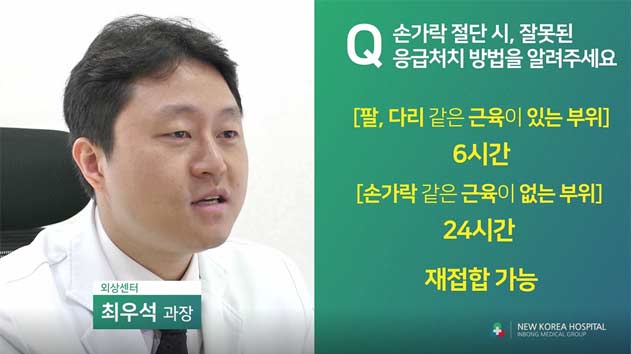 Q 손가락 절단 시, 잘못된
응급처치 방법을 알려주세요
[팔, 다리 같은 근육이 있는 부위]
6시간
[손가락 같은 근육이 없는 부위]
24시간
재접합 가능
외상센터
최우석 과장
NEW KOREA HOSPITAL
INBONG MEDICAL GROUP